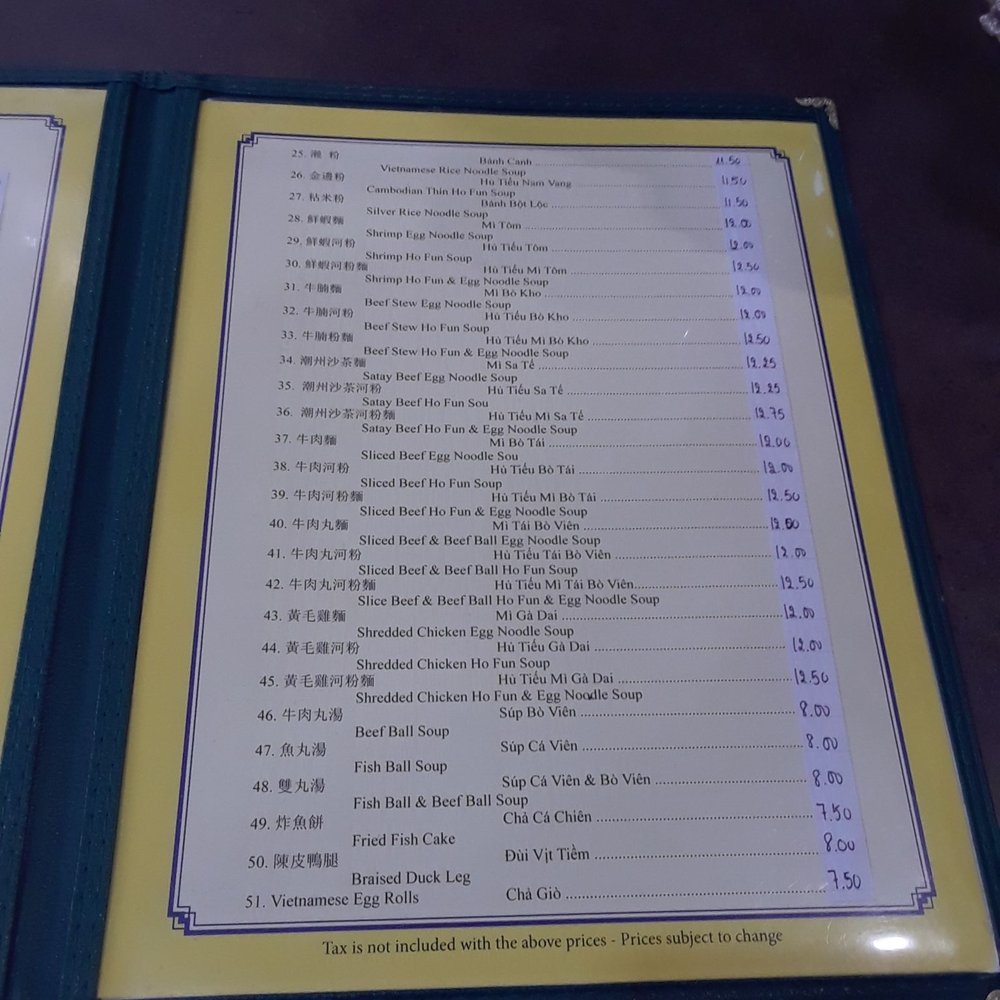 25. 瀨 粉 Bánh Canh 11.50
Vietnamese Rice Noodle Soup
26. 金邊粉 Hủ Tiếu Nam Vang 11.50
Cambodian Thin Ho Fun Soup
27. 粘米粉 Bánh Bột Lọc 11.50
Silver Rice Noodle Soup
28. 鮮蝦麵 Mì Tôm 12.00
Shrimp Egg Noodle Soup
29. 鮮蝦河粉 Hủ Tiếu Tôm 12.00
Shrimp Ho Fun Soup
30. 鮮蝦河粉麵 Hủ Tiếu Mì Tôm 12.50
Shrimp Ho Fun & Egg Noodle Soup
31. 牛腩麵 Mì Bò Kho 12.00
Beef Stew Egg Noodle Soup
32. 牛腩河粉 Hủ Tiếu Bò Kho 12.00
Beef Stew Ho Fun Soup
33. 牛腩粉麵 Hủ Tiếu Mì Bò Kho 12.50
Beef Stew Ho Fun & Egg Noodle Soup
34. 潮州沙茶麵 Mì Sa Tế 12.25
Satay Beef Egg Noodle Soup
35. 潮州沙茶河粉 Hủ Tiếu Sa Tế 12.25
Satay Beef Ho Fun Sou
36. 潮州沙茶河粉麵 Hủ Tiếu Mì Sa Tế 12.75
Satay Beef Ho Fun & Egg Noodle Soup
37. 牛肉麵 Mì Bò Tái 12.00
Sliced Beef Egg Noodle Sou
38. 牛肉河粉 Hủ Tiếu Bò Tái 12.00
Sliced Beef Ho Fun Soup
39. 牛肉河粉麵 Hủ Tiếu Mì Bò Tái 12.50
Sliced Beef Ho Fun & Egg Noodle Soup
40. 牛肉丸麵 Mì Tái Bò Viên
Sliced Beef & Beef Ball Egg Noodle Soup
41. 牛肉丸河粉 Hủ Tiếu Tái Bò Viên 12.00
Sliced Beef & Beef Ball Ho Fun Soup
42. 牛肉丸河粉麵 Hủ Tiếu Mì Tái Bò Viên 12.50
Slice Beef & Beef Ball Ho Fun & Egg Noodle Soup
43. 黃毛雞麵 Mì Gà Dai 12.00
Shredded Chicken Egg Noodle Soup
44. 黃毛雞河粉 Hủ Tiếu Gà Dai 12.00
Shredded Chicken Ho Fun Soup
45. 黃毛雞河粉麵 Hủ Tiếu Mì Gà Dai 12.50
Shredded Chicken Ho Fun & Egg Noodle Soup
46. 牛肉丸湯 Súp Bò Viên 8.00
Beef Ball Soup
47. 魚丸湯 Súp Cá Viên 8.00
Fish Ball Soup
48. 雙丸湯 Súp Cá Viên & Bò Viên 8.00
Fish Ball & Beef Ball Soup
49. 炸魚餅 Chả Cá Chiên 7.50
Fried Fish Cake
50. 陳皮鴨腿 Đùi Vịt Tiềm 8.00
Braised Duck Leg
51. Vietnamese Egg Rolls Chả Giò 7.50
Tax is not included with the above prices - Prices subject to change